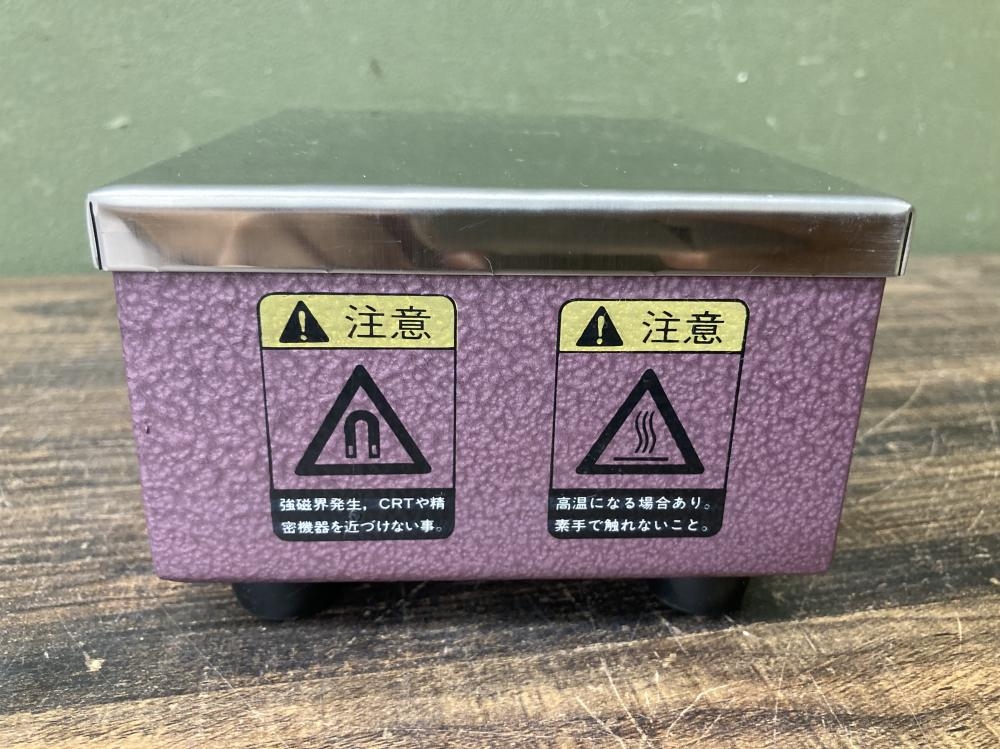 注意
強磁界発生，CRTや精
密機器を近づけない事。
注意
高温になる場合あり。
素手で触れないこと。